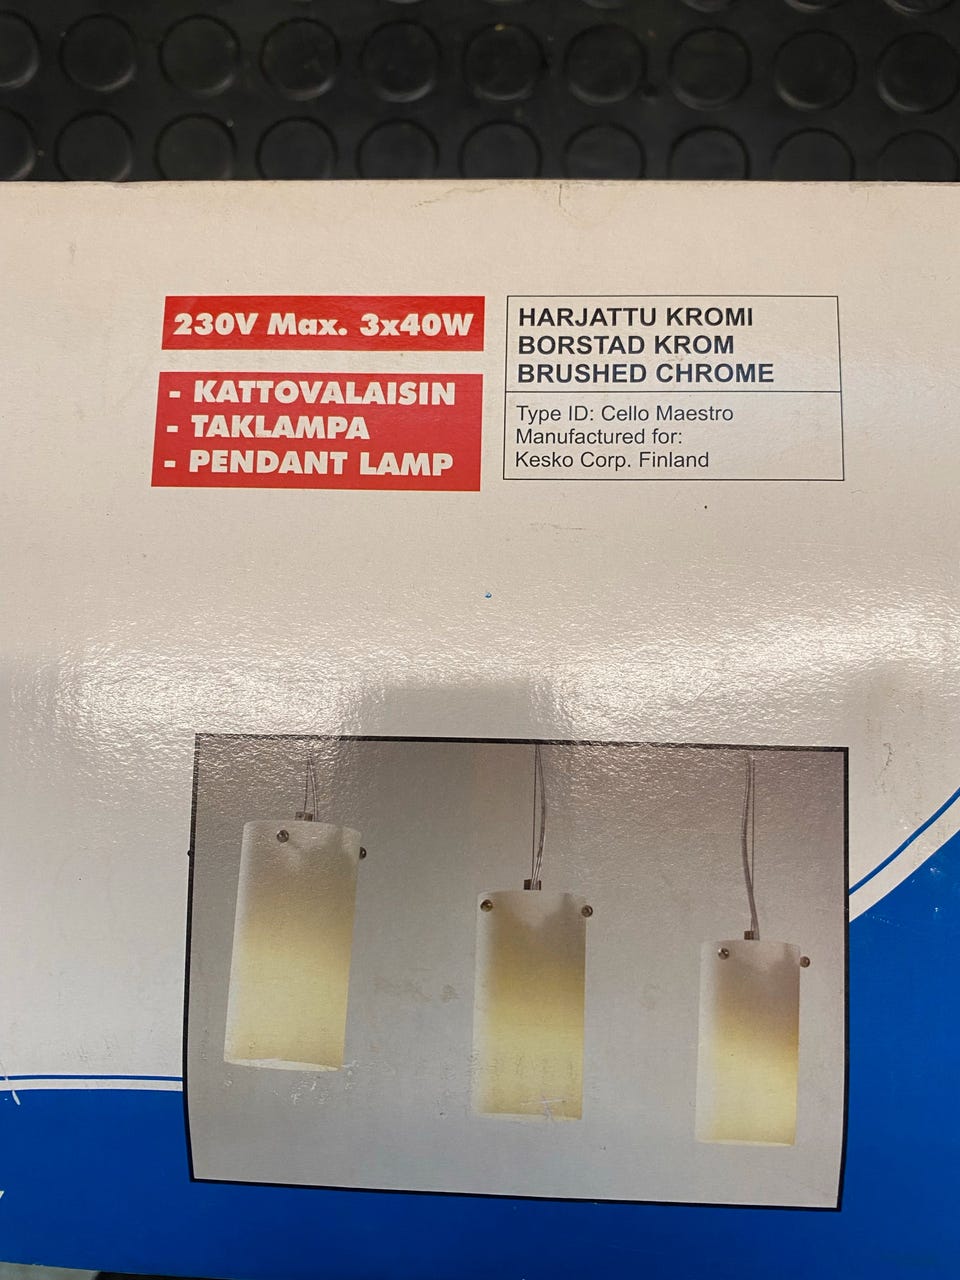 230V Max. 3x40W
- KATTOVALAISIN
- TAKLAMPA
- PENDANT LAMP
HARJATTU KROMI
BORSTAD KROM
BRUSHED CHROME
Type ID: Cello Maestro
Manufactured for:
Kesko Corp. Finland